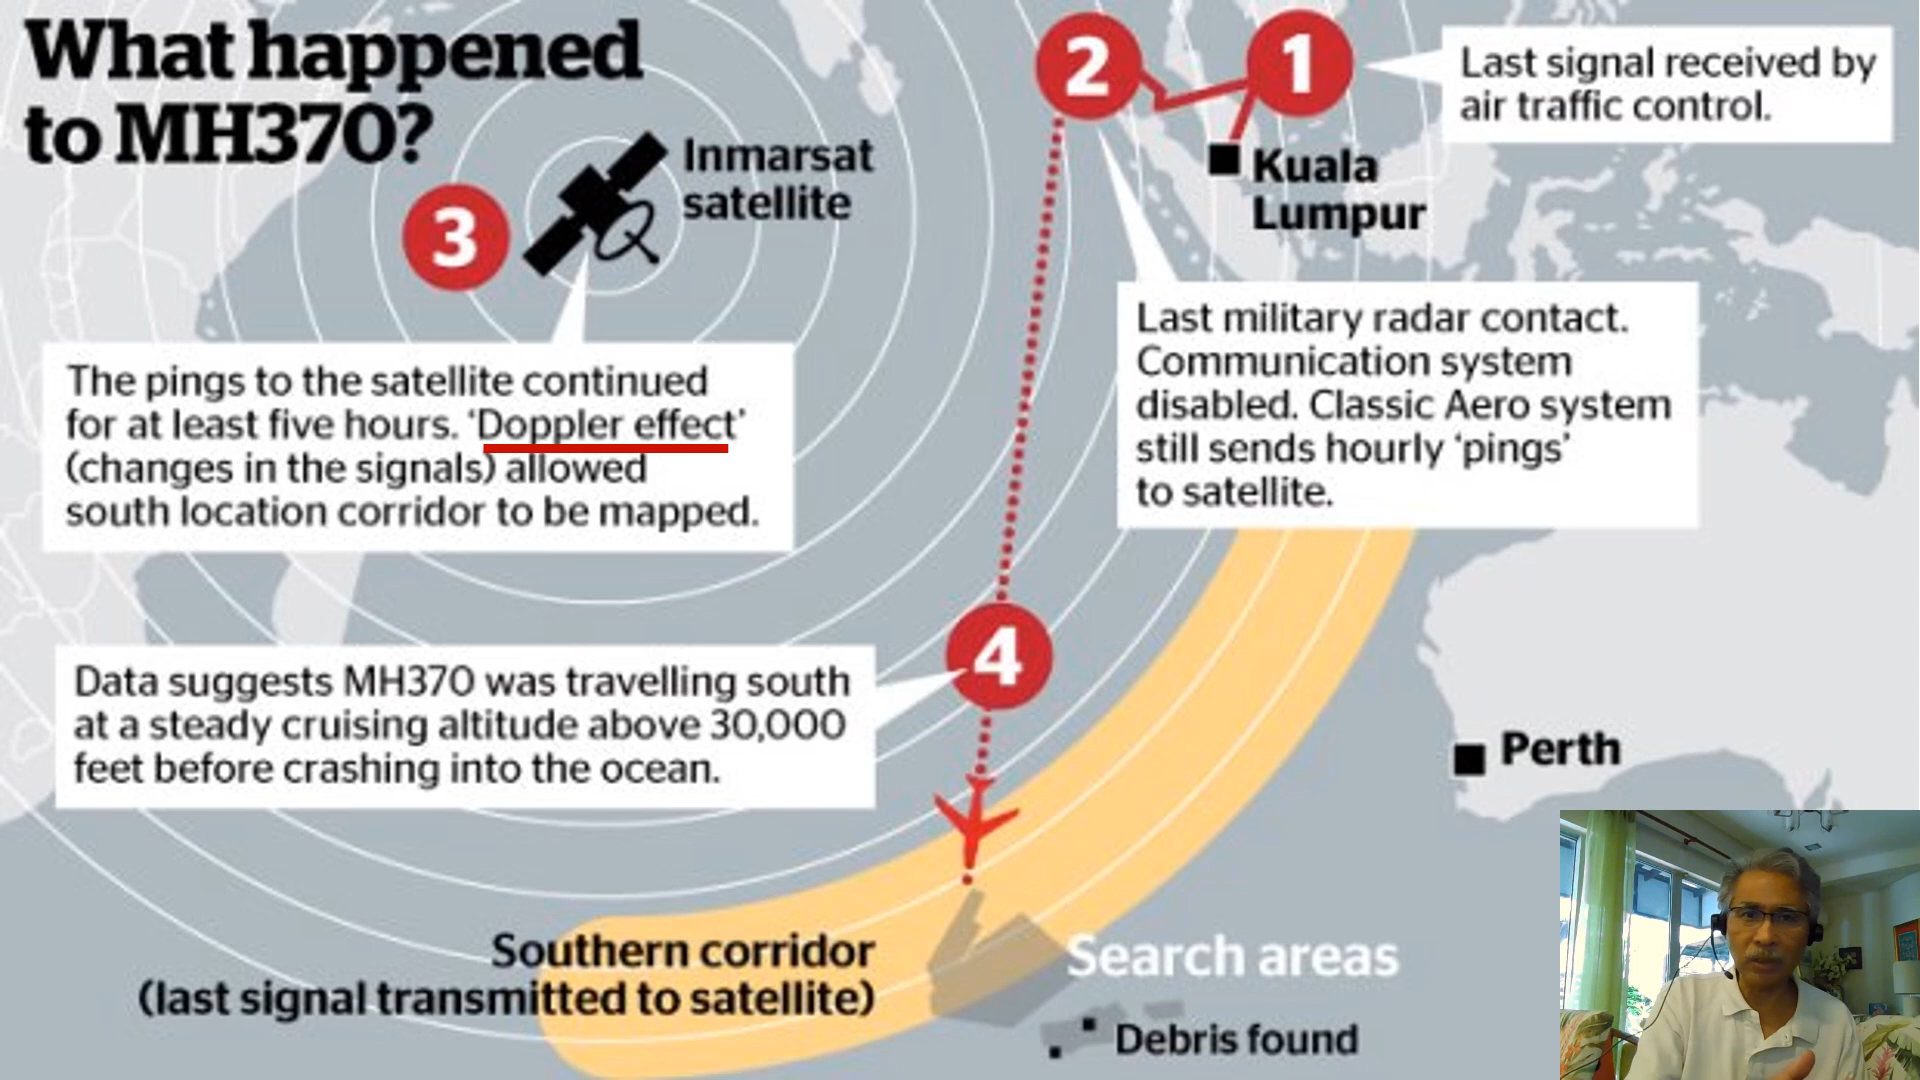 What happened
to MH370?
3
Inmarsat
satellite
2
1
Last signal received by
air traffic control.
Kuala
Lumpur
The pings to the satellite continued
for at least five hours. ‘Doppler effect’
(changes in the signals) allowed
south location corridor to be mapped.
Last military radar contact.
Communication system
disabled. Classic Aero system
still sends hourly ‘pings’
to satellite.
4
Data suggests MH370 was travelling south
at a steady cruising altitude above 30,000
feet before crashing into the ocean.
Perth
Southern corridor
(last signal transmitted to satellite)
Search areas
Debris found